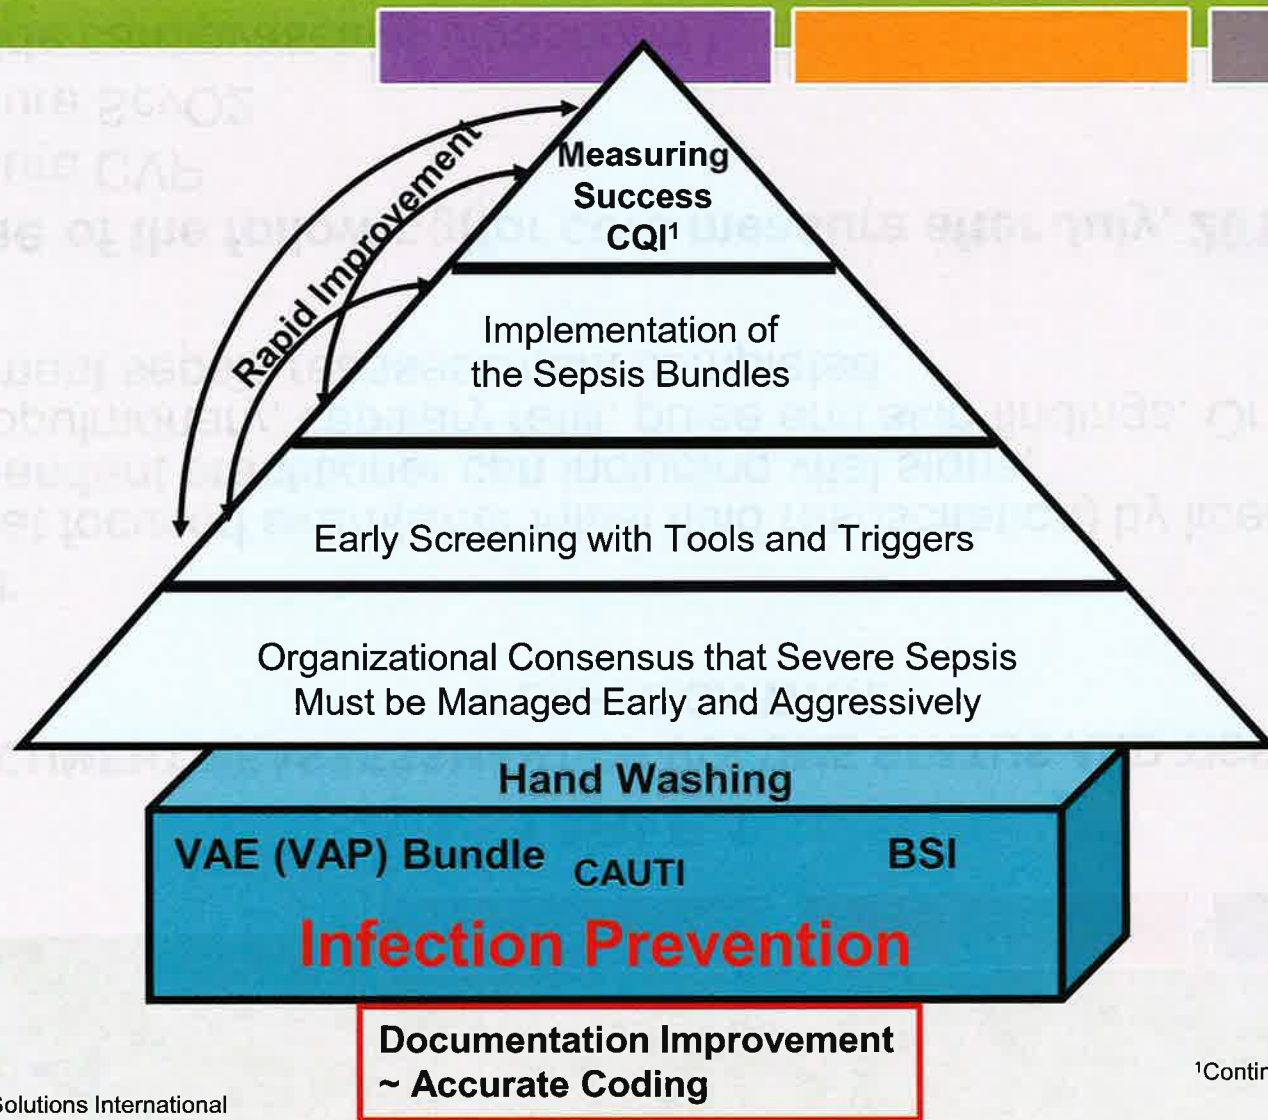 Measuring
Success
CQI¹
Rapid Improvement
Implementation of
the Sepsis Bundles
Early Screening with Tools and Triggers
Organizational Consensus that Severe Sepsis
Must be Managed Early and Aggressively
Hand Washing
VAE (VAP) Bundle
CAUTI
BSI
Infection Prevention
Documentation Improvement
~ Accurate Coding
¹Contin
Solutions International